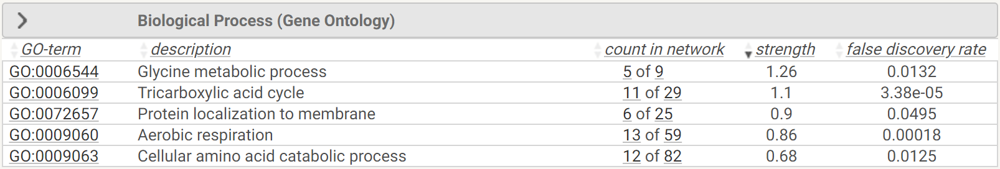 Biological Process (Gene Ontology)
GO-term description count in network strength false discovery rate
GO:0006544 Glycine metabolic process 5 of 9 1.26 0.0132
GO:0006099 Tricarboxylic acid cycle 11 of 29 1.1 3.38e-05
GO:0072657 Protein localization to membrane 6 of 25 0.9 0.0495
GO:0009060 Aerobic respiration 13 of 59 0.86 0.00018
GO:0009063 Cellular amino acid catabolic process 12 of 82 0.68 0.0125